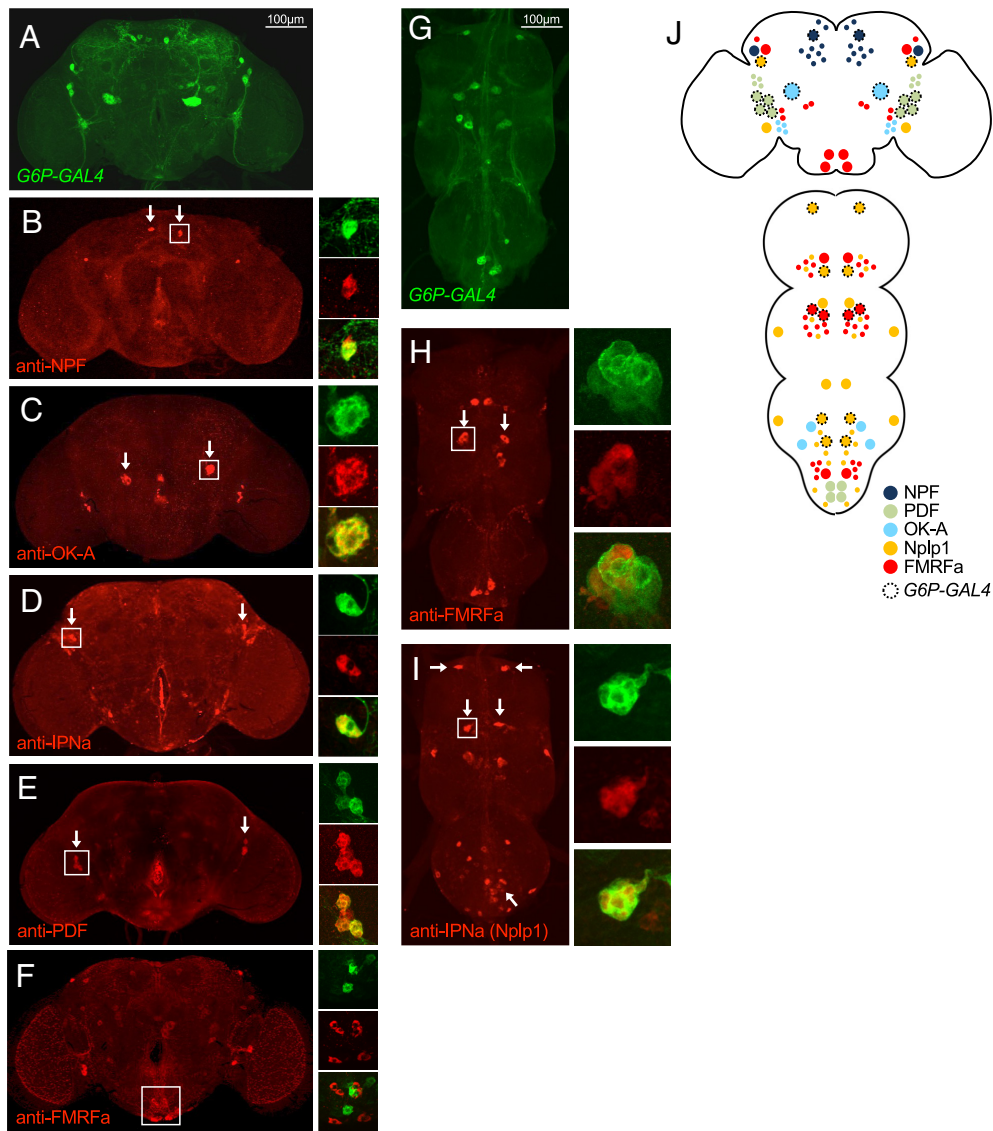 A
100μm
G6P-GAL4
B
anti-NPF
C
anti-OK-A
D
anti-IPNa
E
anti-PDF
F
anti-FMRFa
G
100μm
G6P-GAL4
H
anti-FMRFa
I
anti-IPNa (Nplp1)
J
NPF
PDF
OK-A
Nplp1
FMRFa
G6P-GAL4